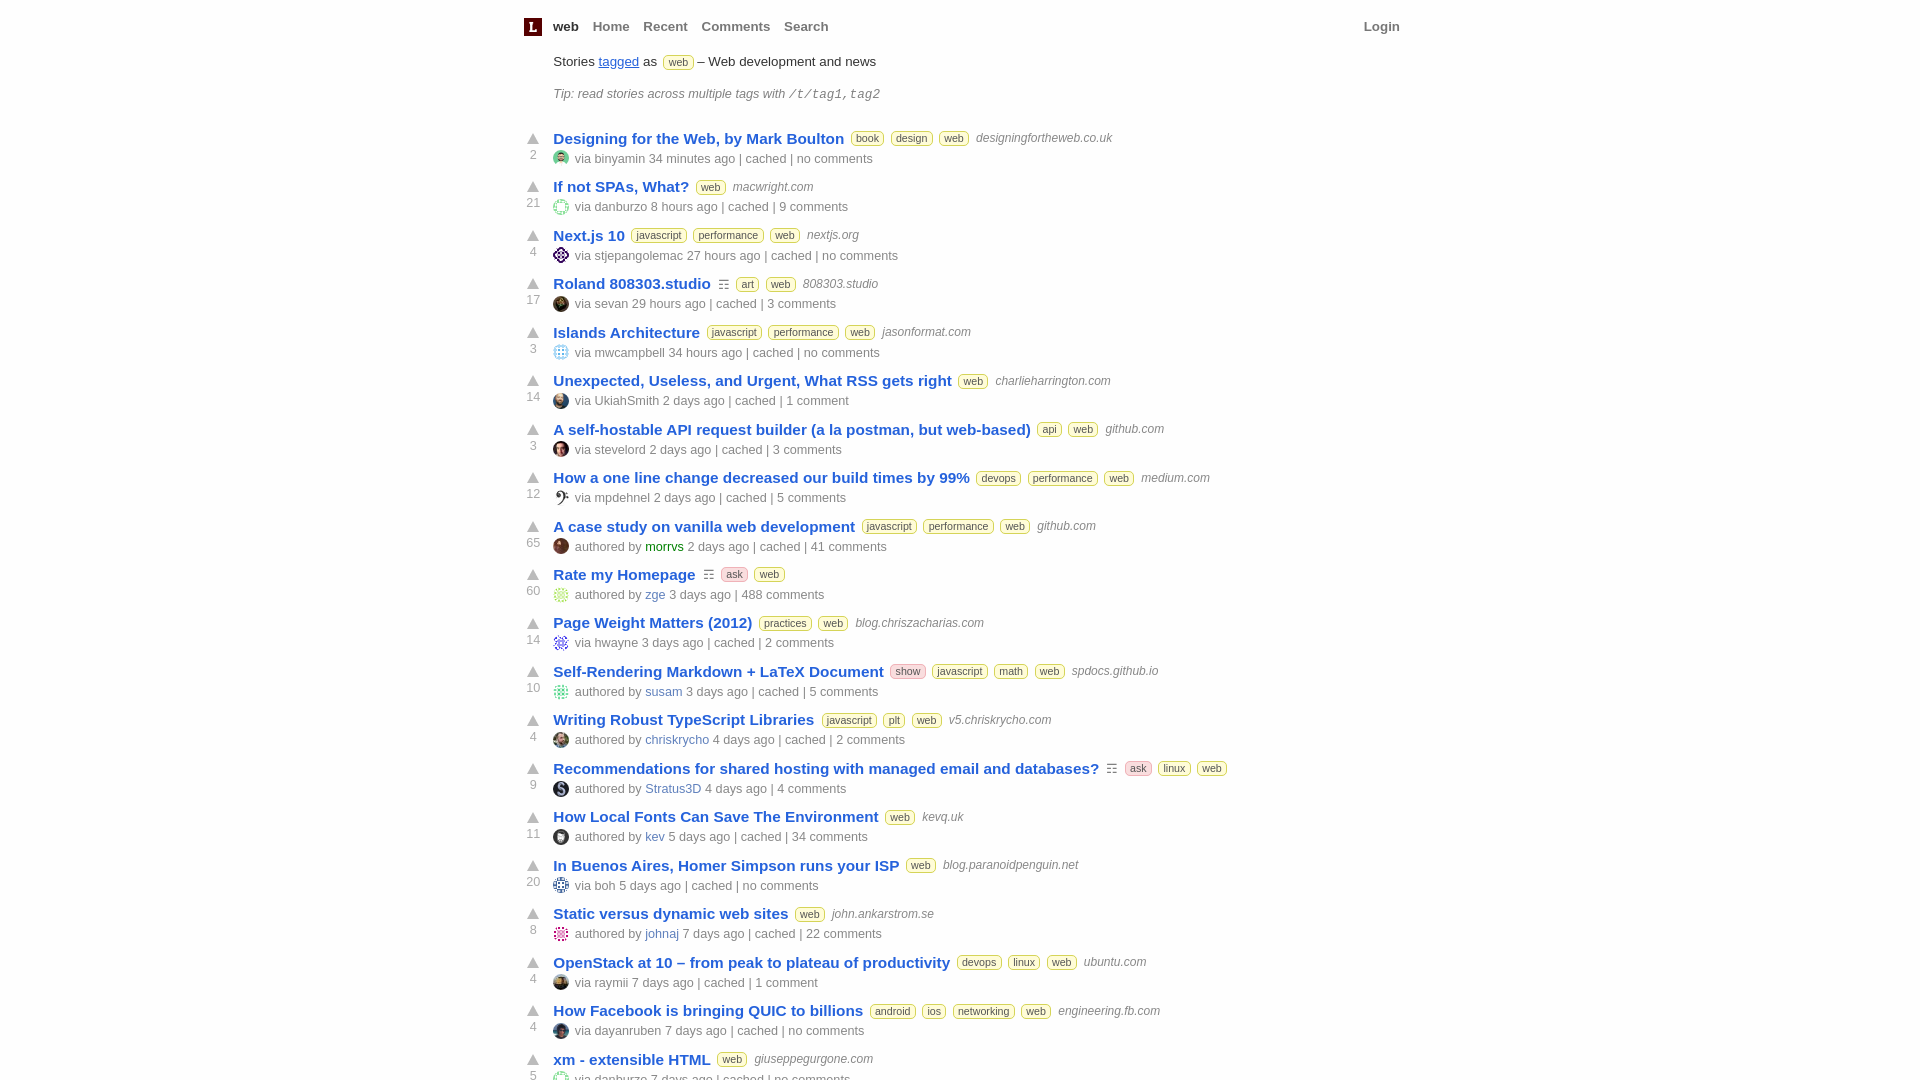 L web Home Recent Comments Search Login
Stories tagged as web – Web development and news
Tip: read stories across multiple tags with /t/tag1,tag2
Designing for the Web, by Mark Boulton book design web designingfortheweb.co.uk
2 via binyamin 34 minutes ago | cached | no comments
If not SPAs, What? web macwright.com
21 via danburzo 8 hours ago | cached | 9 comments
Next.js 10 javascript performance web nextjs.org
4 via stjepangolemac 27 hours ago | cached | no comments
Roland 808303.studio ☶ art web 808303.studio
17 via sevan 29 hours ago | cached | 3 comments
Islands Architecture javascript performance web jasonformat.com
3 via mwcampbell 34 hours ago | cached | no comments
Unexpected, Useless, and Urgent, What RSS gets right web charlieharrington.com
14 via UkiahSmith 2 days ago | cached | 1 comment
A self-hostable API request builder (a la postman, but web-based) api web github.com
3 via stevelord 2 days ago | cached | 3 comments
How a one line change decreased our build times by 99% devops performance web medium.com
12 via mpdehnel 2 days ago | cached | 5 comments
A case study on vanilla web development javascript performance web github.com
65 authored by morrvs 2 days ago | cached | 41 comments
Rate my Homepage ☶ ask web
60 authored by zge 3 days ago | 488 comments
Page Weight Matters (2012) practices web blog.chriszacharias.com
14 via hwayne 3 days ago | cached | 2 comments
Self-Rendering Markdown + LaTeX Document show javascript math web spdocs.github.io
10 authored by susam 3 days ago | cached | 5 comments
Writing Robust TypeScript Libraries javascript plt web v5.chriskrycho.com
4 authored by chriskrycho 4 days ago | cached | 2 comments
Recommendations for shared hosting with managed email and databases? ☶ ask linux web
9 authored by Stratus3D 4 days ago | 4 comments
How Local Fonts Can Save The Environment web kevq.uk
11 authored by kev 5 days ago | cached | 34 comments
In Buenos Aires, Homer Simpson runs your ISP web blog.paranoidpenguin.net
20 via boh 5 days ago | cached | no comments
Static versus dynamic web sites web john.ankarstrom.se
8 authored by johnaj 7 days ago | cached | 22 comments
OpenStack at 10 – from peak to plateau of productivity devops linux web ubuntu.com
4 via raymii 7 days ago | cached | 1 comment
How Facebook is bringing QUIC to billions android ios networking web engineering.fb.com
4 via dayanruben 7 days ago | cached | no comments
xm - extensible HTML web giuseppegurgone.com
5 via danburzo 7 days ago | cached | no comments